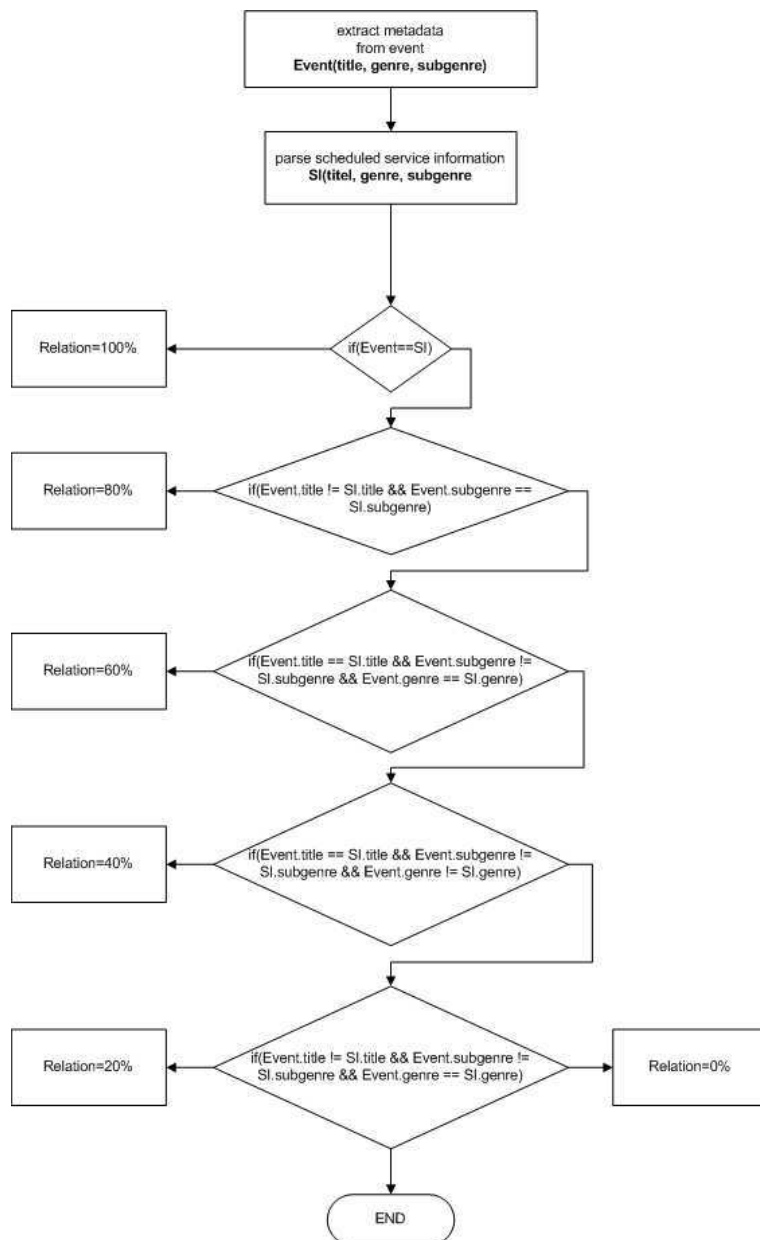 extract metadata
from event
Event(title, genre, subgenre)
parse scheduled service information
SI(titel, genre, subgenre
Relation=100%
if(Event==SI)
Relation=80%
if(Event.title != SI.title && Event.subgenre ==
SI.subgenre)
Relation=60%
if(Event.title == SI.title && Event.subgenre !=
SI.subgenre && Event.genre == SI.genre)
Relation=40%
if(Event.title == SI.title && Event.subgenre !=
SI.subgenre && Event.genre != SI.genre)
Relation=20%
if(Event.title != SI.title && Event.subgenre !=
SI.subgenre && Event.genre == SI.genre)
Relation=0%
END